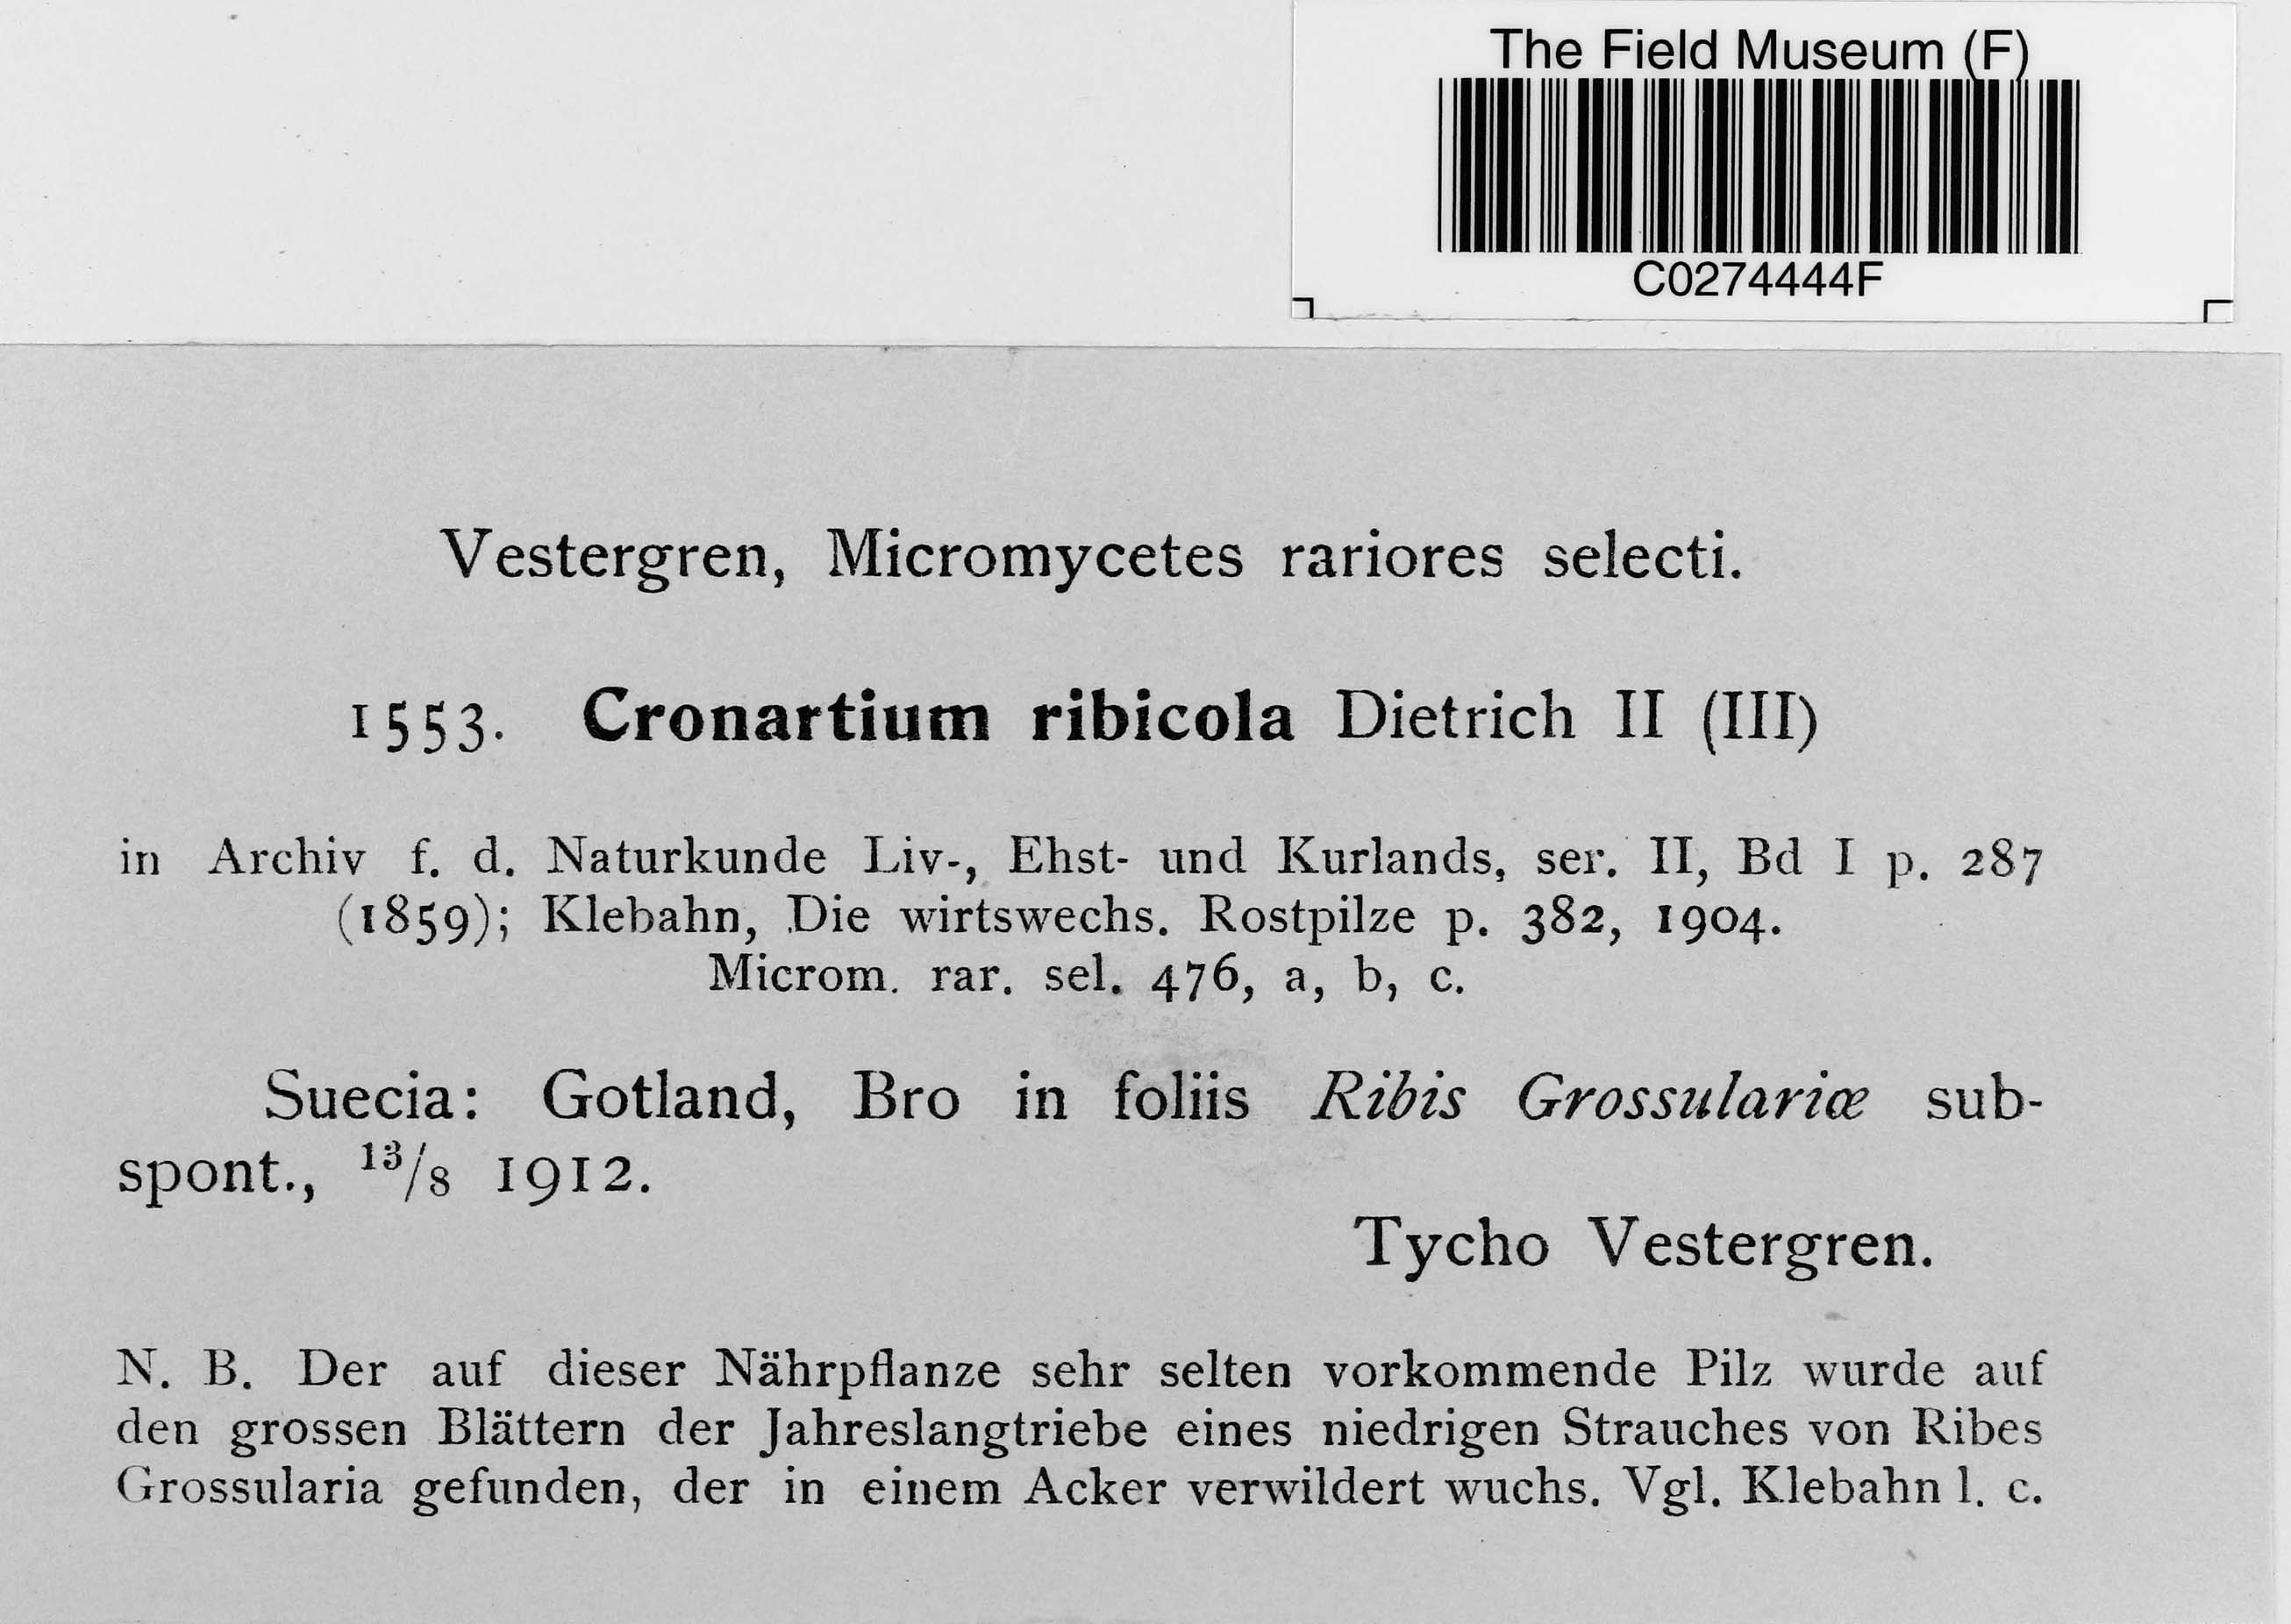 The Field Museum (F)
C0274444F
Vestergren, Micromycetes rariores selecti.
1553. Cronartium ribicola Dietrich II (III)
in Archiv f. d. Naturkunde Liv-, Ehst- und Kurlands, ser. II, Bd I p. 287
(1859); Klebahn, Die wirtswechs. Rostpilze p. 382, 1904.
Microm. rar. sel. 476, a, b, c.
Suecia: Gotland, Bro in foliis Ribis Grossulariæ sub-
spont., 13/8 1912.
Tycho Vestergren.
N. B. Der auf dieser Nährpflanze sehr selten vorkommende Pilz wurde auf
den grossen Blättern der Jahreslangtriebe eines niedrigen Strauches von Ribes
Grossularia gefunden, der in einem Acker verwildert wuchs. Vgl. Klebahn l. c.